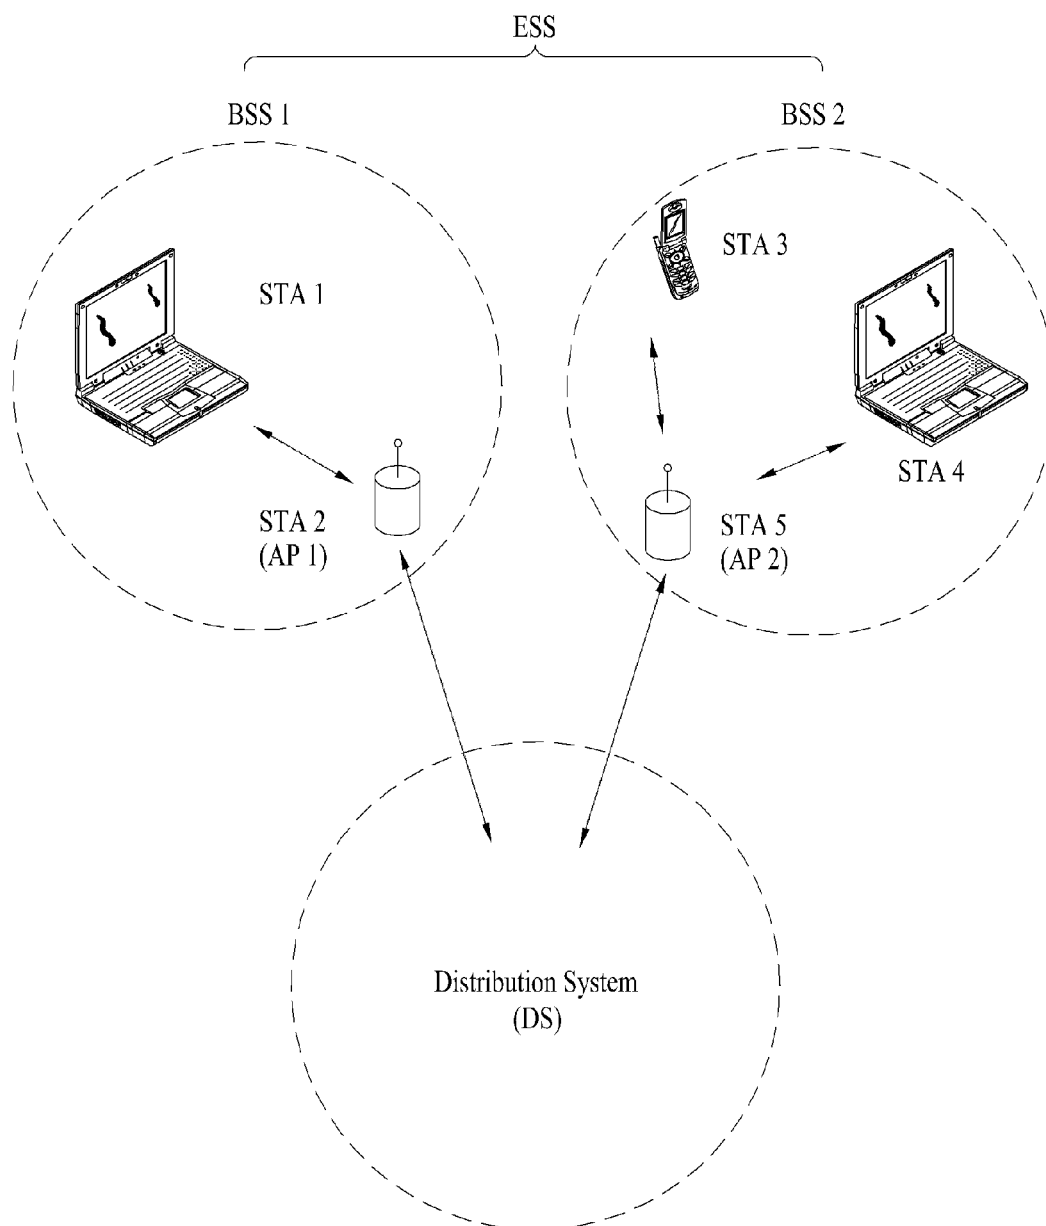 ESS
BSS 1
BSS 2
STA 3
STA 1
STA 4
STA 2
(AP 1)
STA 5
(AP 2)
Distribution System
(DS)